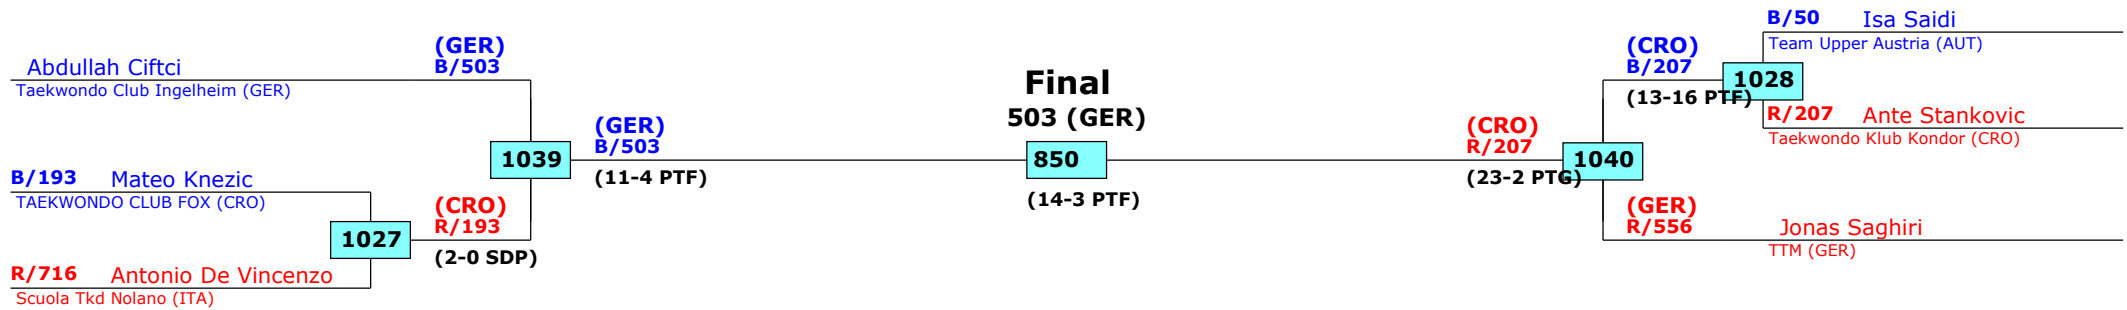 Abdullah Ciftci
Taekwondo Club Ingelheim (GER)
(GER)
B/503
B/193 Mateo Knezic
TAEKWONDO CLUB FOX (CRO)
1027
R/716 Antonio De Vincenzo
Scuola Tkd Nolano (ITA)
(CRO)
R/193
(2-0 SDP)
1039
(GER)
B/503
(11-4 PTF)
Final
503 (GER)
850
(14-3 PTF)
(CRO)
R/207
(23-2 PTG)
1040
(CRO)
B/207
(13-16 PTF)
1028
B/50 Isa Saidi
Team Upper Austria (AUT)
R/207 Ante Stankovic
Taekwondo Klub Kondor (CRO)
(GER)
R/556
Jonas Saghiri
TTM (GER)